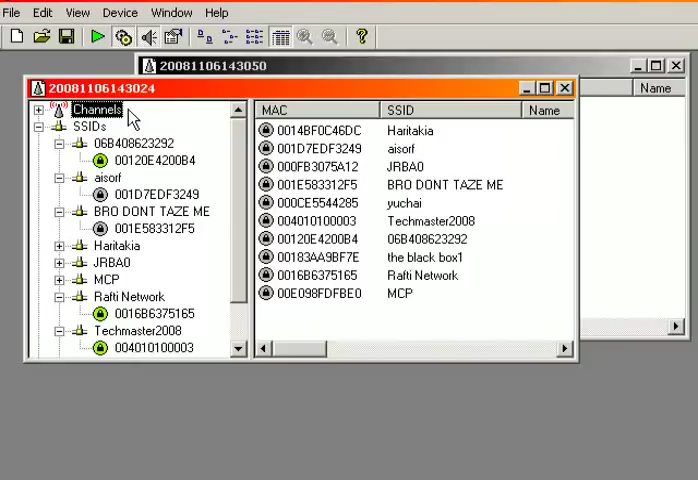 File Edit View Device Window Help
20081106143050
Name
20081106143024
Channels
SSIDs
06B408623292
00120E4200B4
aisorf
001D7EDF3249
BRO DONT TAZE ME
001E583312F5
Haritakia
JRBA0
MCP
Rafti Network
0016B6375165
Techmaster2008
004010100003
MAC SSID Name
0014BF0C46DC Haritakia
001D7EDF3249 aisorf
000FB3075A12 JRBA0
001E583312F5 BRO DONT TAZE ME
000CE5544285 yuchai
004010100003 Techmaster2008
00120E4200B4 06B408623292
00183AA9BF7E the black box1
0016B6375165 Rafti Network
00E098FDFBE0 MCP